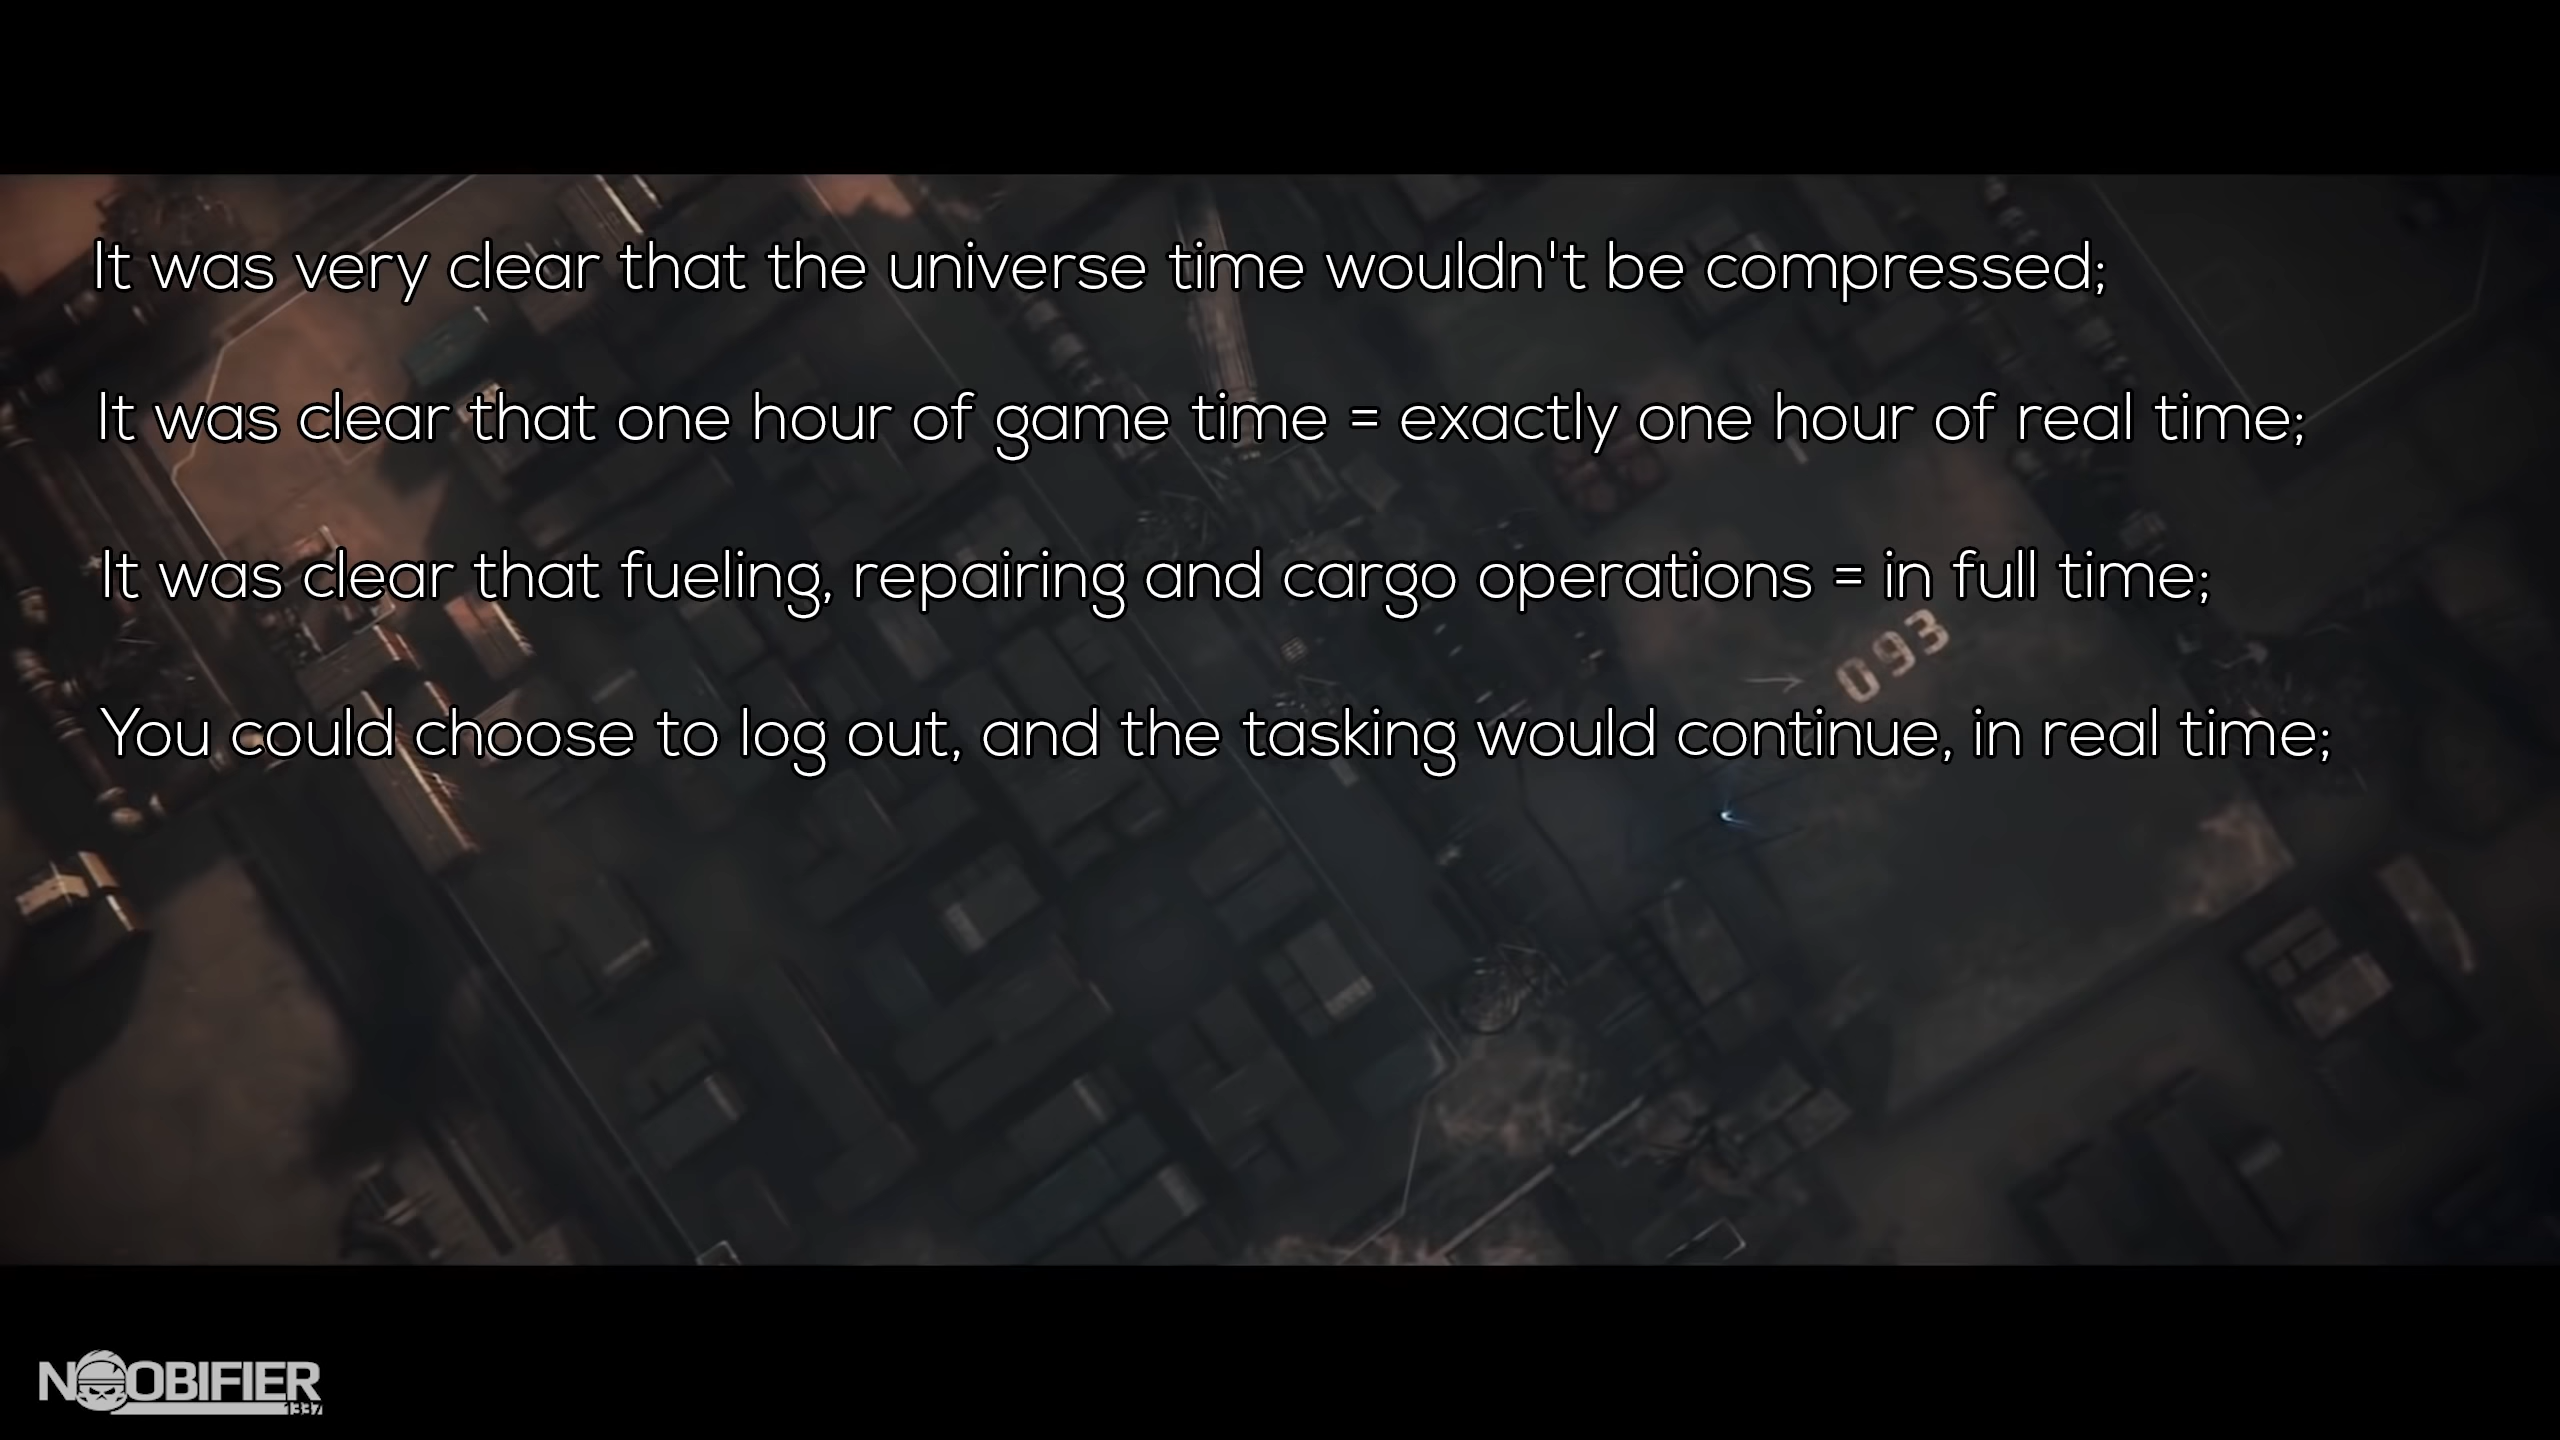 It was very clear that the universe time wouldn't be compressed;
It was clear that one hour of game time = exactly one hour of real time;
It was clear that fueling, repairing and cargo operations = in full time;
093
You could choose to log out, and the tasking would continue, in real time;
NOOBIFIER
1337